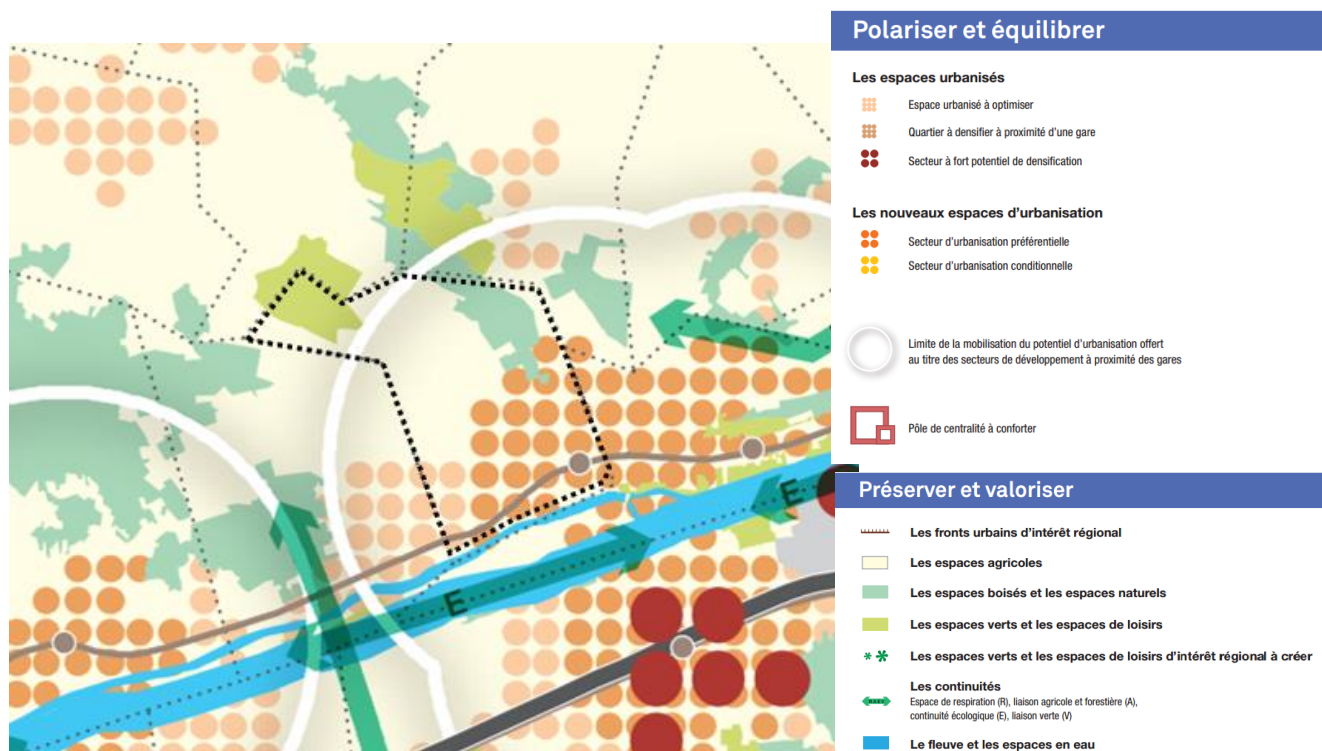 Polariser et équilibrer
Les espaces urbanisés
Espace urbanisé à optimiser
Quartier à densifier à proximité d'une gare
Secteur à fort potentiel de densification
Les nouveaux espaces d'urbanisation
Secteur d'urbanisation préférentielle
Secteur d'urbanisation conditionnelle
Limite de la mobilisation du potentiel d'urbanisation offert
au titre des secteurs de développement à proximité des gares
Pôle de centralité à conforter
Préserver et valoriser
Les fronts urbains d'intérêt régional
Les espaces agricoles
Les espaces boisés et les espaces naturels
Les espaces verts et les espaces de loisirs
Les espaces verts et les espaces de loisirs d'intérêt régional à créer
Les continuités
Espace de respiration (R), liaison agricole et forestière (A),
continuité écologique (E), liaison verte (V)
Le fleuve et les espaces en eau
E
E